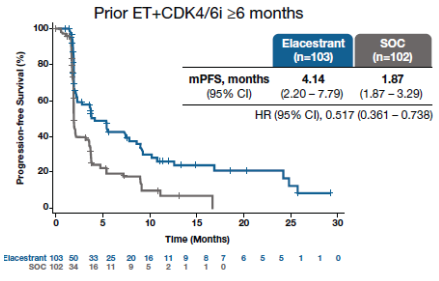 Prior ET+CDK4/6i ≥6 months
Elacestrant
(n=103)
SOC
(n=102)
mPFS, months 4.14 1.87
(95% CI) (2.20 – 7.79) (1.87 – 3.29)
HR (95% CI), 0.517 (0.361 – 0.738)
Progression-free Survival (%)
100
80
60
40
20
0
0 5 10 15 20 25 30
Time (Months)
Elacestrant 103 50 33 25 20 16 11 9 8 7 6 5 5 1 1 0
SOC 102 34 16 11 9 5 2 1 1 0